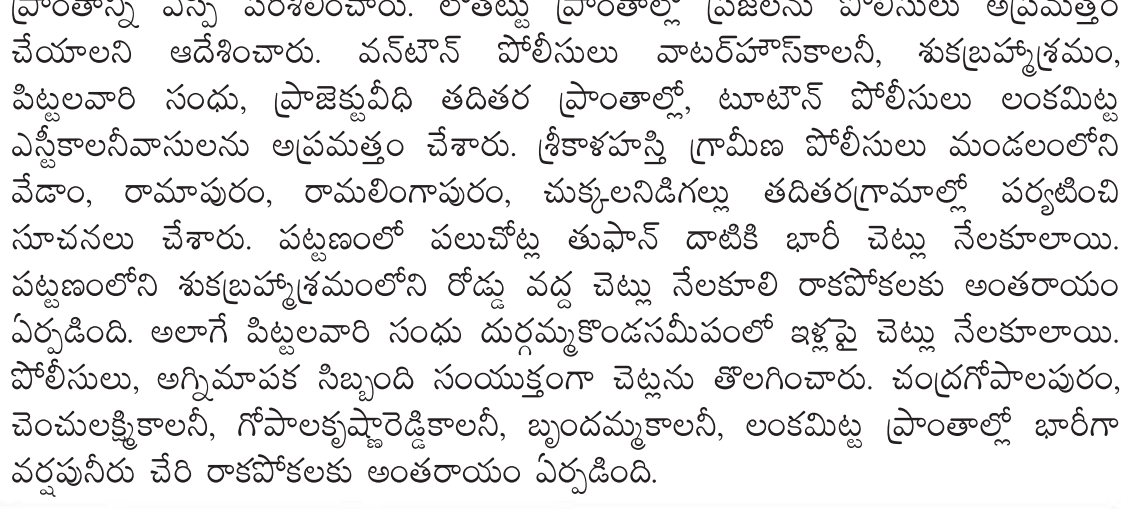 ప్రాంతాన్ని ఎస్పీ పరిశీలించారు. లోతట్టు ప్రాంతాల్లో ప్రజలను పోలీసులు అప్రమత్తం
చేయాలని ఆదేశించారు. వన్‌టౌన్ పోలీసులు వాటర్‌హౌస్‌కాలనీ, శుకబ్రహ్మాశ్రమం,
పిట్టలవారి సంధు, ప్రాజెక్టువీధి తదితర ప్రాంతాల్లో, టూటౌన్ పోలీసులు లంకమిట్ట
ఎస్టీకాలనీవాసులను అప్రమత్తం చేశారు. శ్రీకాళహస్తి గ్రామీణ పోలీసులు మండలంలోని
వేడాం, రామాపురం, రామలింగాపురం, చుక్కలనిడిగల్లు తదితరగ్రామాల్లో పర్యటించి
సూచనలు చేశారు. పట్టణంలో పలుచోట్ల తుఫాన్ దాటికి భారీ చెట్లు నేలకూలాయి.
పట్టణంలోని శుకబ్రహ్మాశ్రమంలోని రోడ్డు వద్ద చెట్లు నేలకూలి రాకపోకలకు అంతరాయం
ఏర్పడింది. అలాగే పిట్టలవారి సంధు దుర్గమ్మకొండసమీపంలో ఇళ్లపై చెట్లు నేలకూలాయి.
పోలీసులు, అగ్నిమాపక సిబ్బంది సంయుక్తంగా చెట్లను తొలగించారు. చంద్రగోపాలపురం,
చెంచులక్ష్మికాలనీ, గోపాలకృష్ణారెడ్డికాలనీ, బృందమ్మకాలనీ, లంకమిట్ట ప్రాంతాల్లో భారీగా
వర్షపునీరు చేరి రాకపోకలకు అంతరాయం ఏర్పడింది.